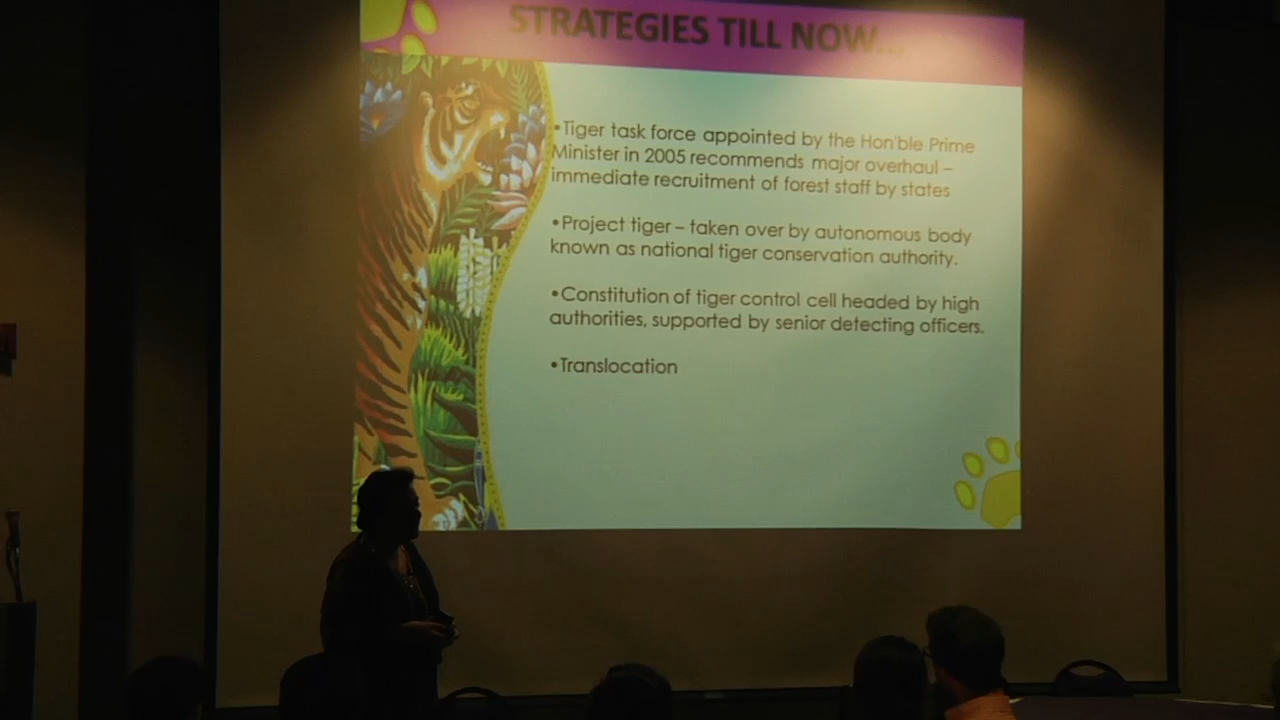 STRATEGIES TILL NOW...
•Tiger task force appointed by the Hon'ble Prime
Minister in 2005 recommends major overhaul –
immediate recruitment of forest staff by states
•Project tiger – taken over by autonomous body
known as national tiger conservation authority.
•Constitution of tiger control cell headed by high
authorities, supported by senior detecting officers.
•Translocation